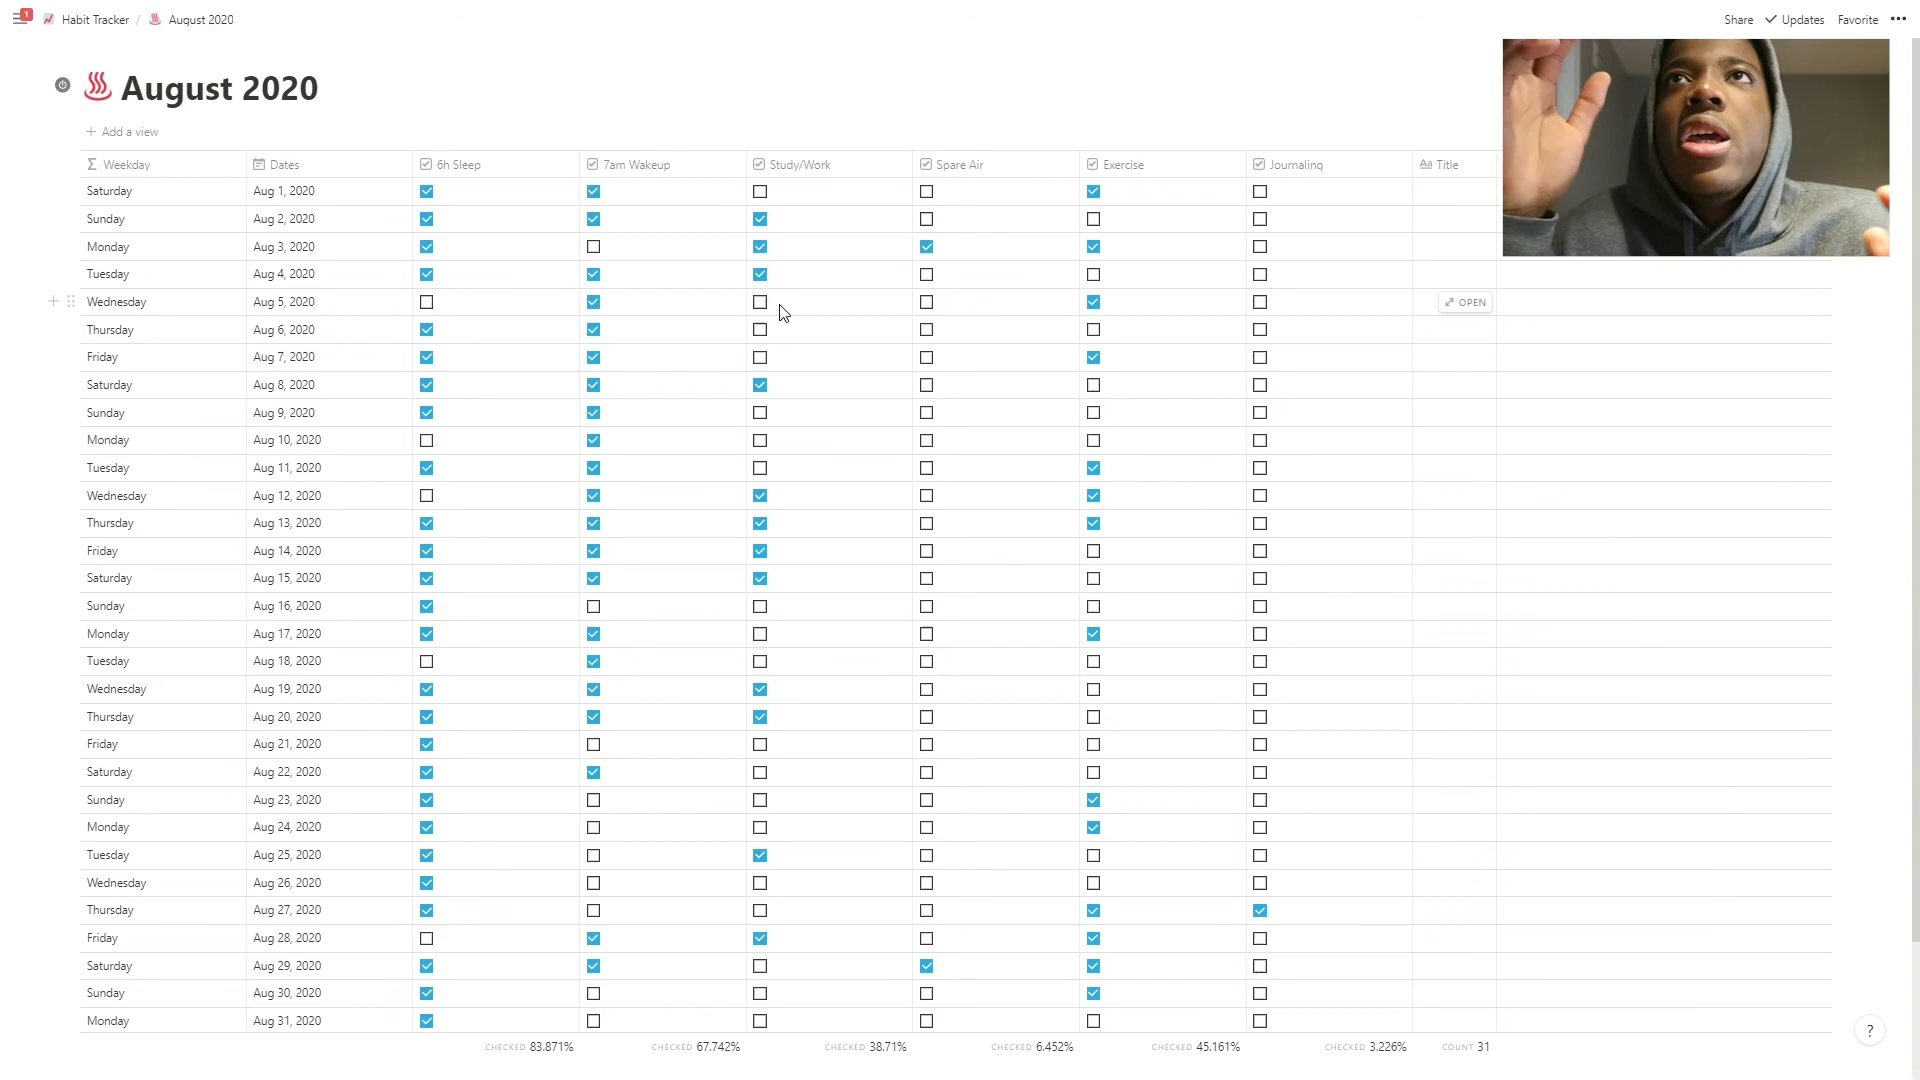 1 Habit Tracker / August 2020 Share Updates Favorite •••
August 2020
+ Add a view
Σ Weekday Dates 6h Sleep 7am Wakeup Study/Work Spare Air Exercise Journaling Aa Title
Saturday Aug 1, 2020
Sunday Aug 2, 2020
Monday Aug 3, 2020
Tuesday Aug 4, 2020
Wednesday Aug 5, 2020 OPEN
Thursday Aug 6, 2020
Friday Aug 7, 2020
Saturday Aug 8, 2020
Sunday Aug 9, 2020
Monday Aug 10, 2020
Tuesday Aug 11, 2020
Wednesday Aug 12, 2020
Thursday Aug 13, 2020
Friday Aug 14, 2020
Saturday Aug 15, 2020
Sunday Aug 16, 2020
Monday Aug 17, 2020
Tuesday Aug 18, 2020
Wednesday Aug 19, 2020
Thursday Aug 20, 2020
Friday Aug 21, 2020
Saturday Aug 22, 2020
Sunday Aug 23, 2020
Monday Aug 24, 2020
Tuesday Aug 25, 2020
Wednesday Aug 26, 2020
Thursday Aug 27, 2020
Friday Aug 28, 2020
Saturday Aug 29, 2020
Sunday Aug 30, 2020
Monday Aug 31, 2020
CHECKED 83.871% CHECKED 67.742% CHECKED 38.71% CHECKED 6.452% CHECKED 45.161% CHECKED 3.226% COUNT 31
?